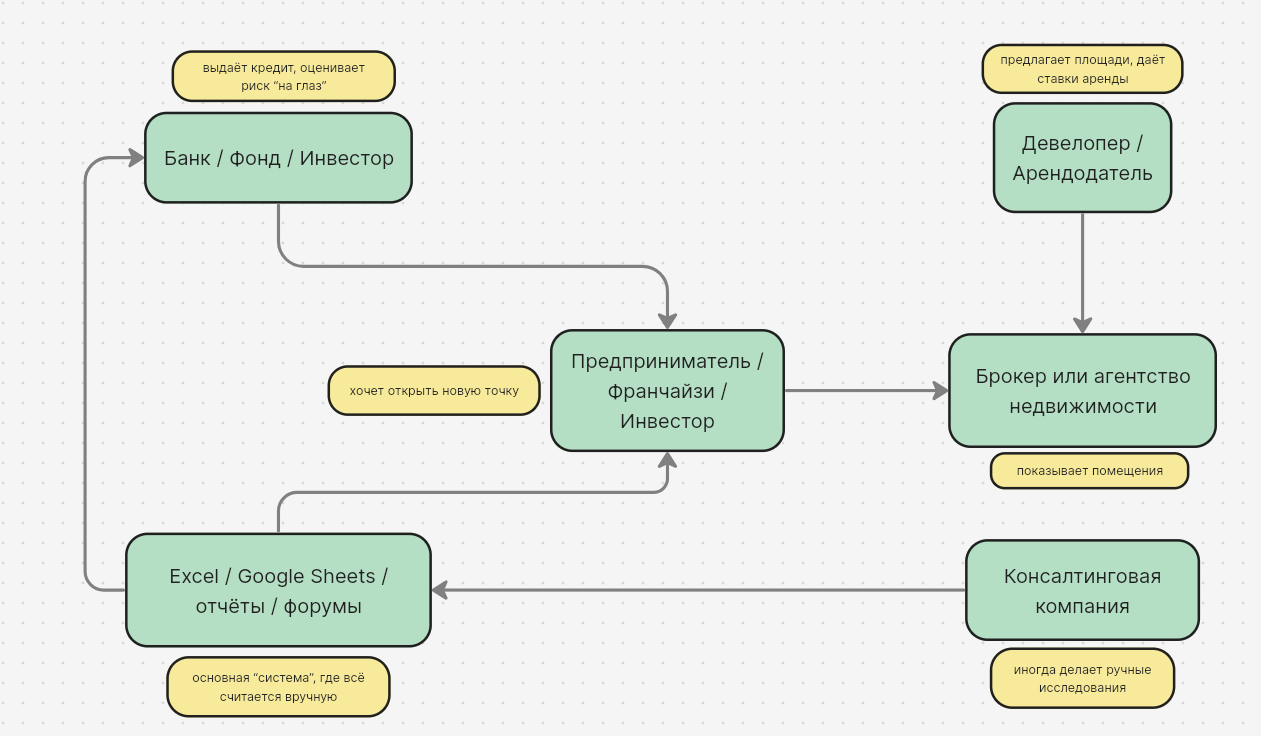 выдаёт кредит, оценивает
риск “на глаз”
Банк / Фонд / Инвестор
предлагает площади, даёт
ставки аренды
Девелопер /
Арендодатель
хочет открыть новую точку
Предприниматель /
Франчайзи /
Инвестор
Брокер или агентство
недвижимости
показывает помещения
Excel / Google Sheets /
отчёты / форумы
основная “система”, где всё
считается вручную
Консалтинговая
компания
иногда делает ручные
исследования